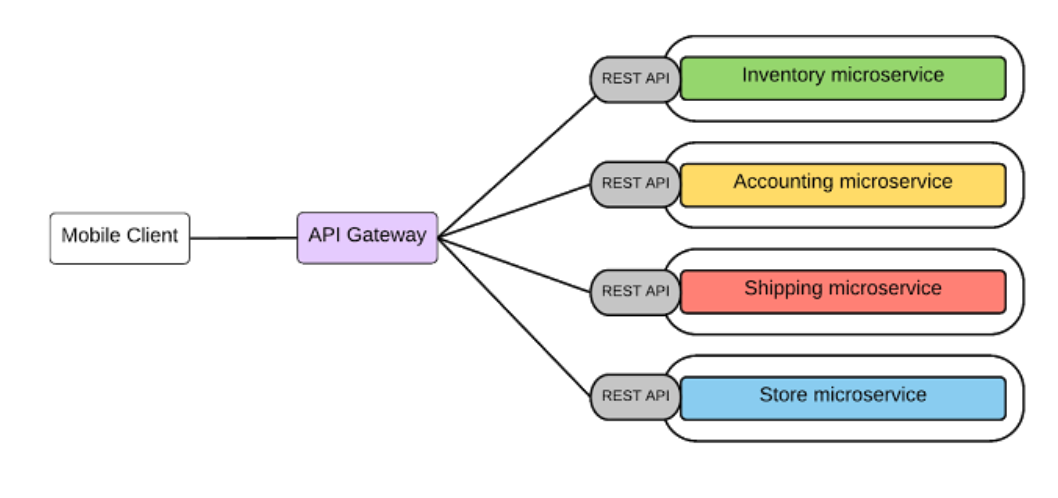 Mobile Client
API Gateway
REST API
Inventory microservice
REST API
Accounting microservice
REST API
Shipping microservice
REST API
Store microservice